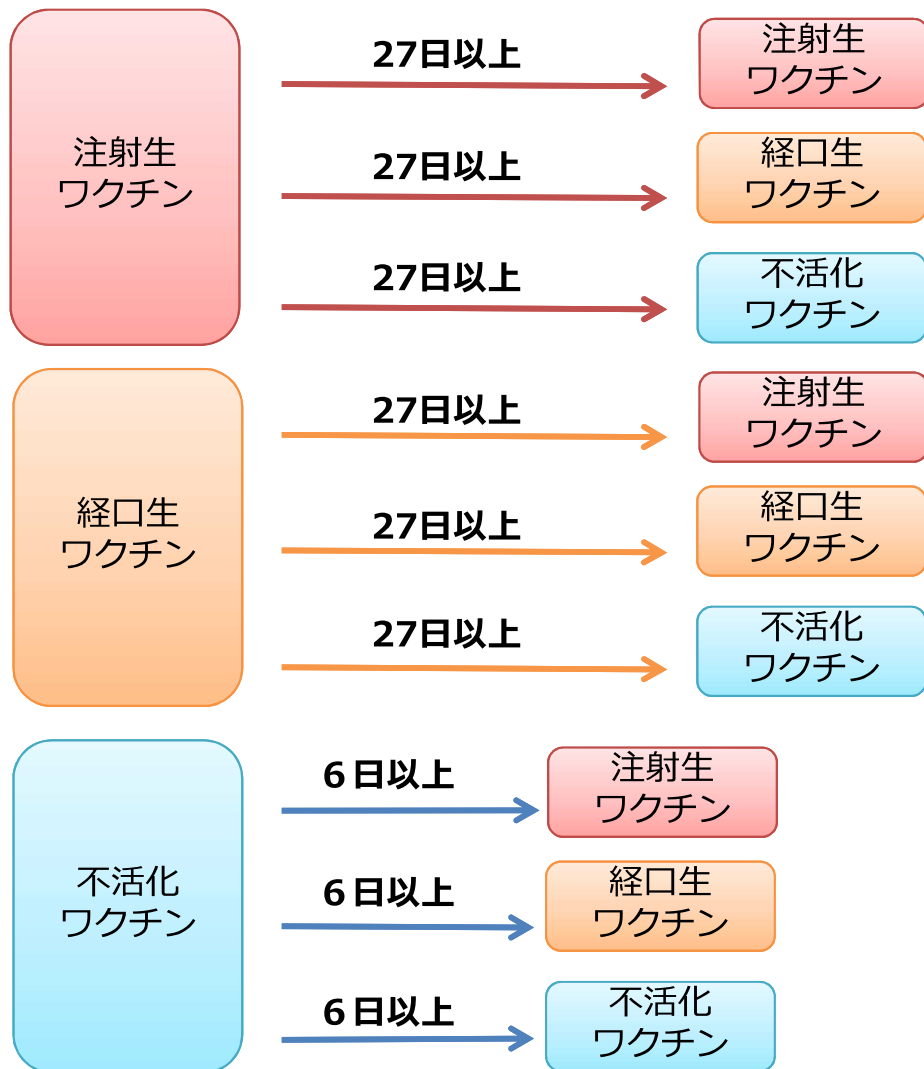 注射生
ワクチン
27日以上
注射生
ワクチン
27日以上
経口生
ワクチン
27日以上
不活化
ワクチン
経口生
ワクチン
27日以上
注射生
ワクチン
27日以上
経口生
ワクチン
27日以上
不活化
ワクチン
不活化
ワクチン
6日以上
注射生
ワクチン
6日以上
経口生
ワクチン
6日以上
不活化
ワクチン